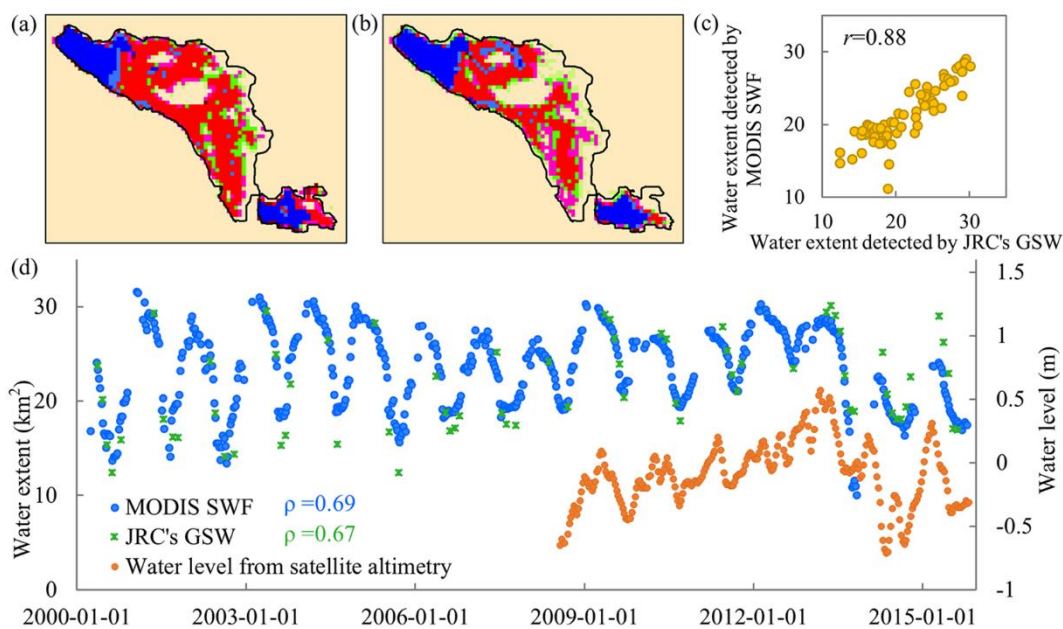 (a)
(b)
(c)
Water extent detected by
MODIS SWF
30
20
10
r=0.88
10 20 30
Water extent detected by JRC's GSW
(d)
Water extent (km2)
30
20
10
0
1.5
1
0.5
0
-0.5
-1
Water level (m)
MODIS SWF ρ=0.69
JRC's GSW ρ=0.67
Water level from satellite altimetry
2000-01-01 2003-01-01 2006-01-01 2009-01-01 2012-01-01 2015-01-01